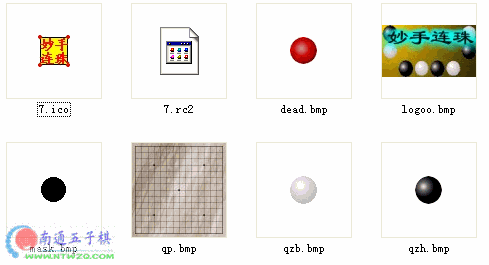 妙手
连珠
7.ico
7.rc2
dead.bmp
妙手连珠
logoo.bmp
mask.bmp
qp.bmp
qzb.bmp
qzh.bmp
南通五子棋
WWW.NTWZQ.COM